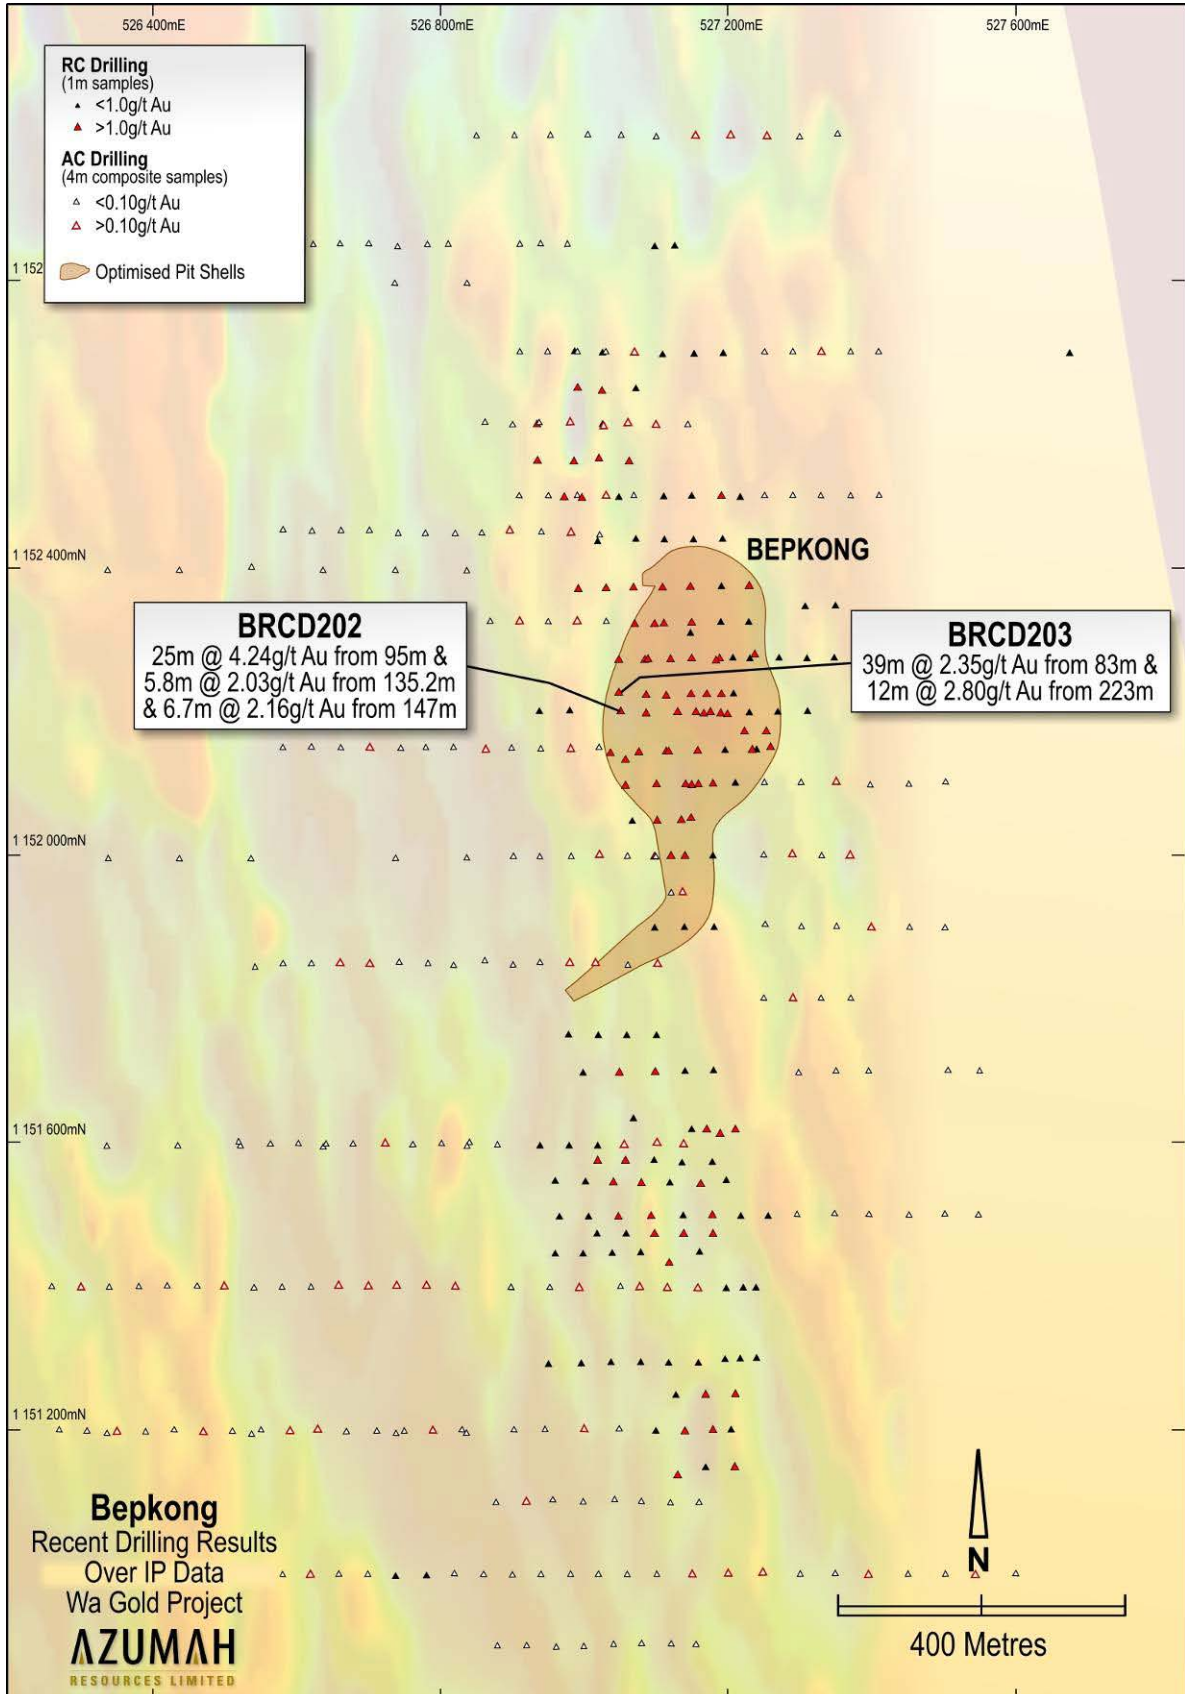 526 400mE
526 800mE
527 200mE
527 600mE
RC Drilling
(1m samples)
<1.0g/t Au
>1.0g/t Au
AC Drilling
(4m composite samples)
<0.10g/t Au
>0.10g/t Au
Optimised Pit Shells
1 152
1 152 400mN
BEPKONG
BRCD202
25m @ 4.24g/t Au from 95m &
5.8m @ 2.03g/t Au from 135.2m
& 6.7m @ 2.16g/t Au from 147m
BRCD203
39m @ 2.35g/t Au from 83m &
12m @ 2.80g/t Au from 223m
1 152 000mN
1 151 600mN
1 151 200mN
Bepkong
Recent Drilling Results
Over IP Data
Wa Gold Project
AZUMAH
RESOURCES LIMITED
N
400 Metres